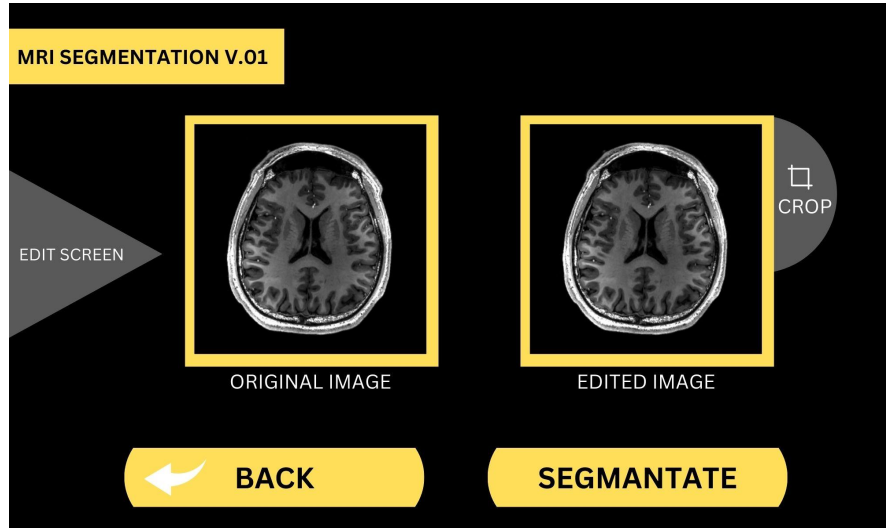 MRI SEGMENTATION V.01
CROP
EDIT SCREEN
ORIGINAL IMAGE
EDITED IMAGE
BACK
SEGMANTATE